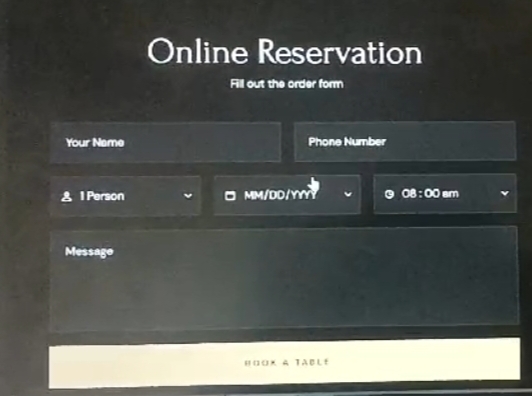 Online Reservation
Fill out the order form
Your Name
Phone Number
1 Person
MM/DD/YYYY
08 : 00 am
Message
BOOK A TABLE